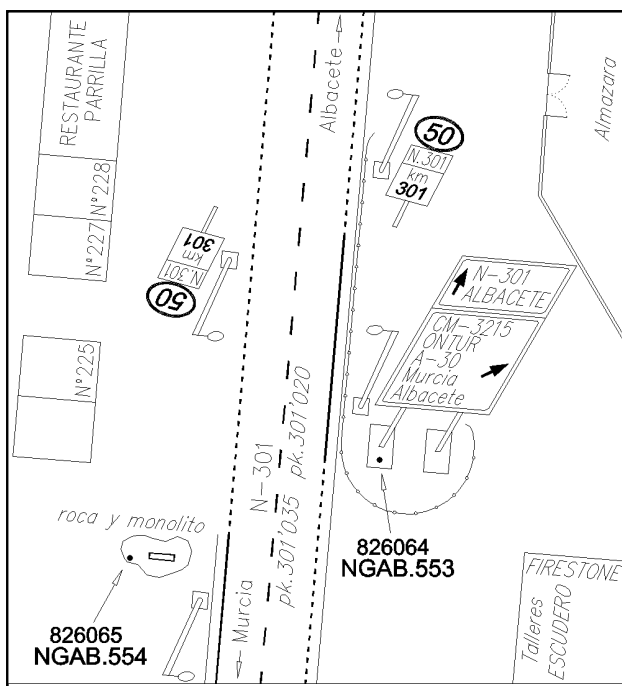 RESTAURANTE
PARRILLA
Nº228
Nº227
Nº225
Albacete
50
N.301
km
301
50
N.301
km
301
Almazara
N-301
ALBACETE
CM-3215
ONTUR
A-30
Murcia
Albacete
N-301
pk.301'020
pk.301'035
roca y monolito
826064
NGAB.553
826065
NGAB.554
Murcia
FIRESTONE
Talleres
ESCUDERO